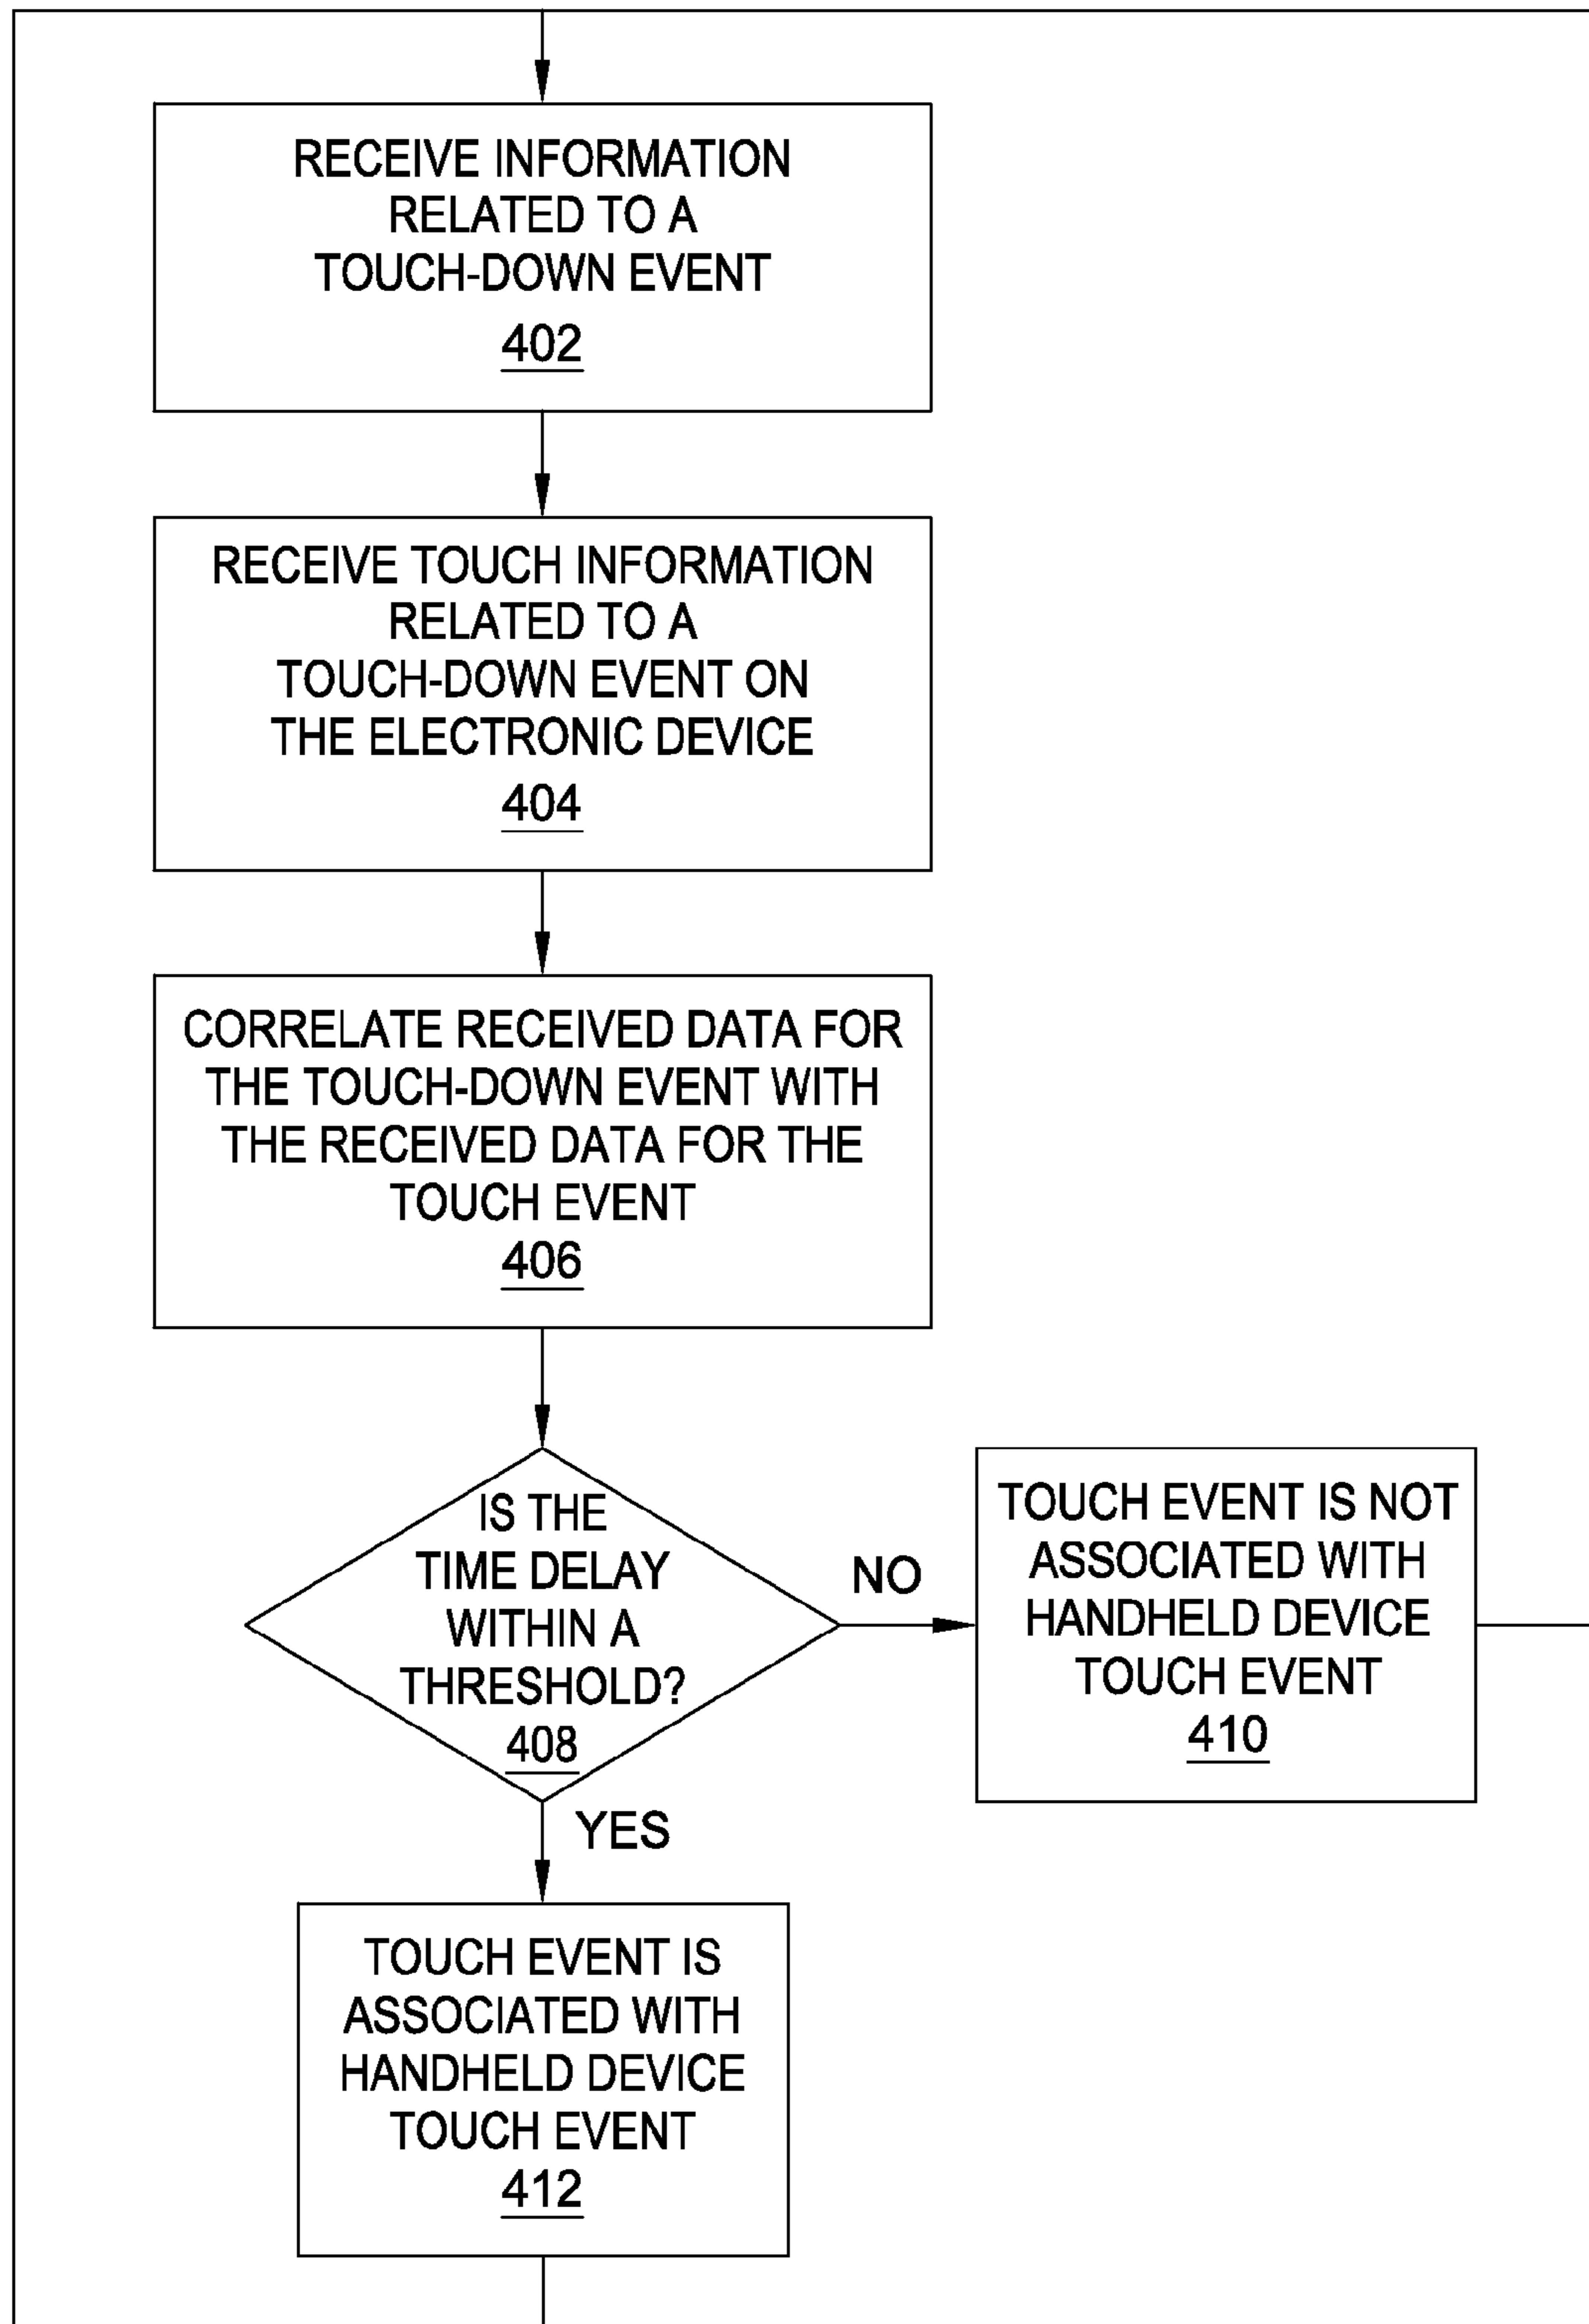 RECEIVE INFORMATION
RELATED TO A
TOUCH-DOWN EVENT
402
RECEIVE TOUCH INFORMATION
RELATED TO A
TOUCH-DOWN EVENT ON
THE ELECTRONIC DEVICE
404
CORRELATE RECEIVED DATA FOR
THE TOUCH-DOWN EVENT WITH
THE RECEIVED DATA FOR THE
TOUCH EVENT
406
IS THE
TIME DELAY
WITHIN A
THRESHOLD?
408
NO
TOUCH EVENT IS NOT
ASSOCIATED WITH
HANDHELD DEVICE
TOUCH EVENT
410
YES
TOUCH EVENT IS
ASSOCIATED WITH
HANDHELD DEVICE
TOUCH EVENT
412